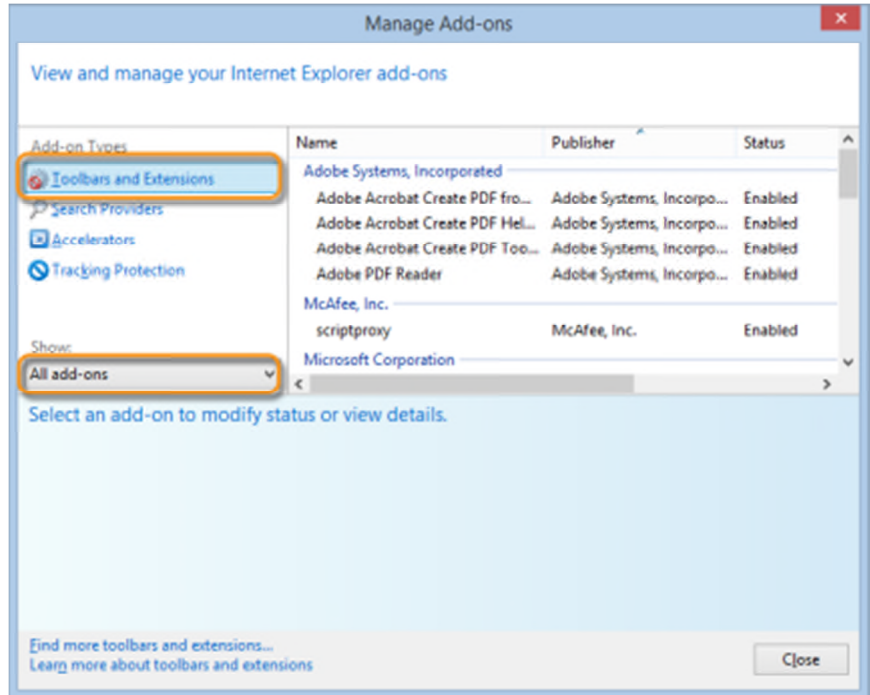 Manage Add-ons
View and manage your Internet Explorer add-ons
Add-on Types
Toolbars and Extensions
Search Providers
Accelerators
Tracking Protection
Show:
All add-ons
Name Publisher Status
Adobe Systems, Incorporated
Adobe Acrobat Create PDF fro... Adobe Systems, Incorpo... Enabled
Adobe Acrobat Create PDF Hel... Adobe Systems, Incorpo... Enabled
Adobe Acrobat Create PDF Too... Adobe Systems, Incorpo... Enabled
Adobe PDF Reader Adobe Systems, Incorpo... Enabled
McAfee, Inc.
scriptproxy McAfee, Inc. Enabled
Microsoft Corporation
Select an add-on to modify status or view details.
Find more toolbars and extensions...
Learn more about toolbars and extensions
Close